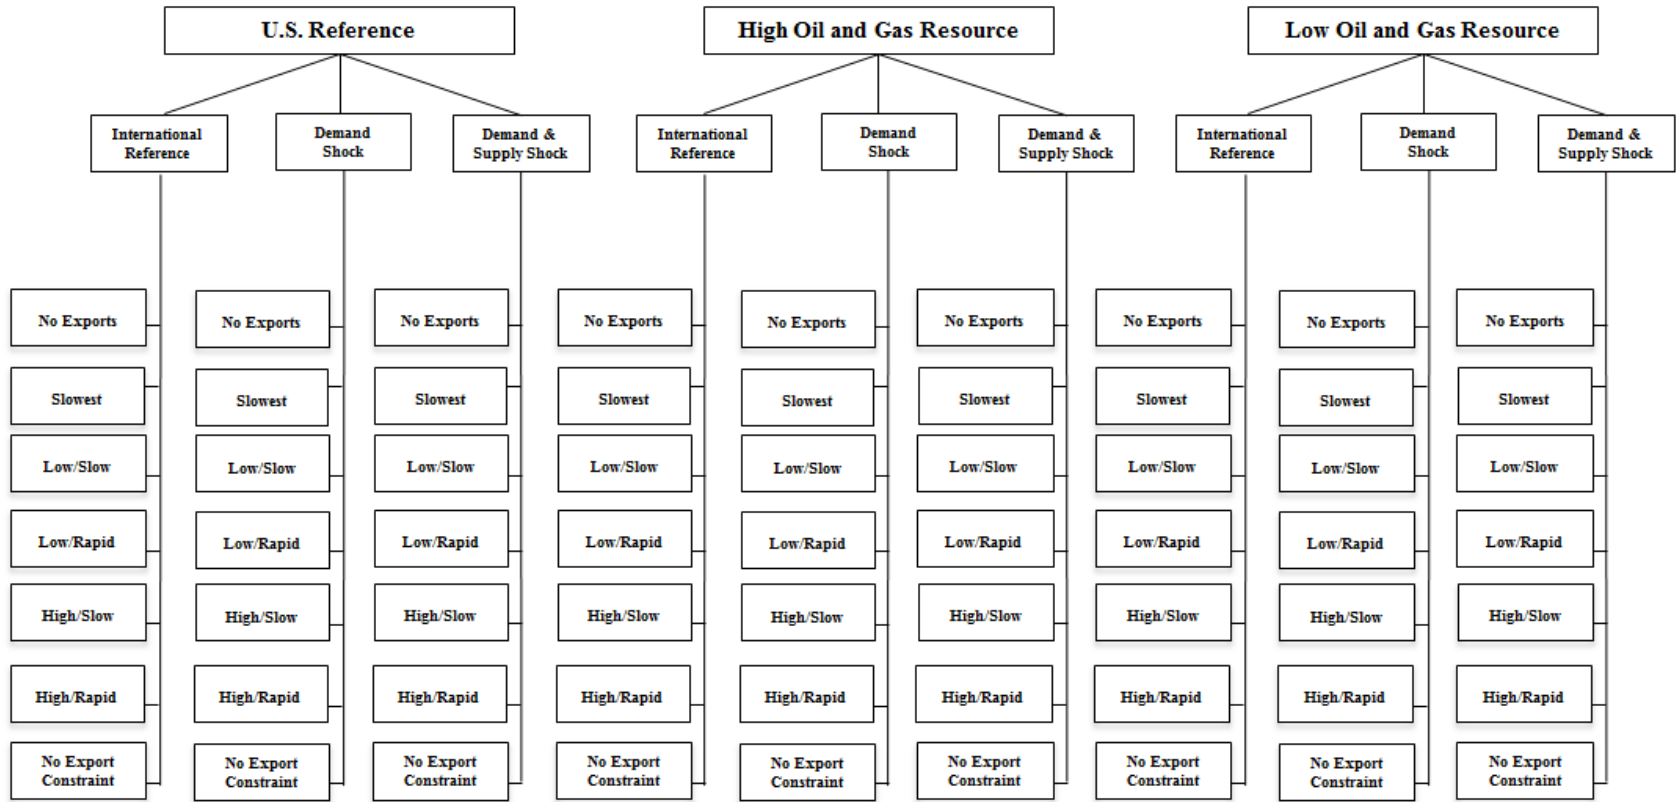 U.S. Reference
High Oil and Gas Resource
Low Oil and Gas Resource
International
Reference
Demand
Shock
Demand &
Supply Shock
International
Reference
Demand
Shock
Demand &
Supply Shock
International
Reference
Demand
Shock
Demand &
Supply Shock
No Exports
No Exports
No Exports
No Exports
No Exports
No Exports
No Exports
No Exports
No Exports
Slowest
Slowest
Slowest
Slowest
Slowest
Slowest
Slowest
Slowest
Slowest
Low/Slow
Low/Slow
Low/Slow
Low/Slow
Low/Slow
Low/Slow
Low/Slow
Low/Slow
Low/Slow
Low/Rapid
Low/Rapid
Low/Rapid
Low/Rapid
Low/Rapid
Low/Rapid
Low/Rapid
Low/Rapid
Low/Rapid
High/Slow
High/Slow
High/Slow
High/Slow
High/Slow
High/Slow
High/Slow
High/Slow
High/Slow
High/Rapid
High/Rapid
High/Rapid
High/Rapid
High/Rapid
High/Rapid
High/Rapid
High/Rapid
High/Rapid
No Export
Constraint
No Export
Constraint
No Export
Constraint
No Export
Constraint
No Export
Constraint
No Export
Constraint
No Export
Constraint
No Export
Constraint
No Export
Constraint